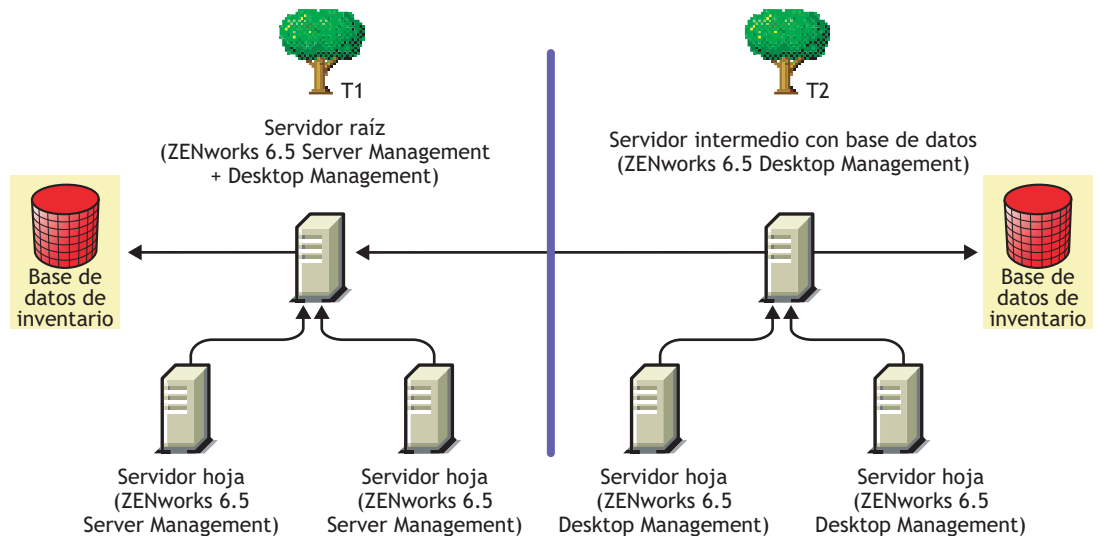 T1
T2
Servidor raíz
(ZENworks 6.5 Server Management
+ Desktop Management)
Servidor intermedio con base de datos
(ZENworks 6.5 Desktop Management)
Base de
datos de
inventario
Base de
datos de
inventario
Servidor hoja
(ZENworks 6.5
Server Management)
Servidor hoja
(ZENworks 6.5
Server Management)
Servidor hoja
(ZENworks 6.5
Desktop Management)
Servidor hoja
(ZENworks 6.5
Desktop Management)